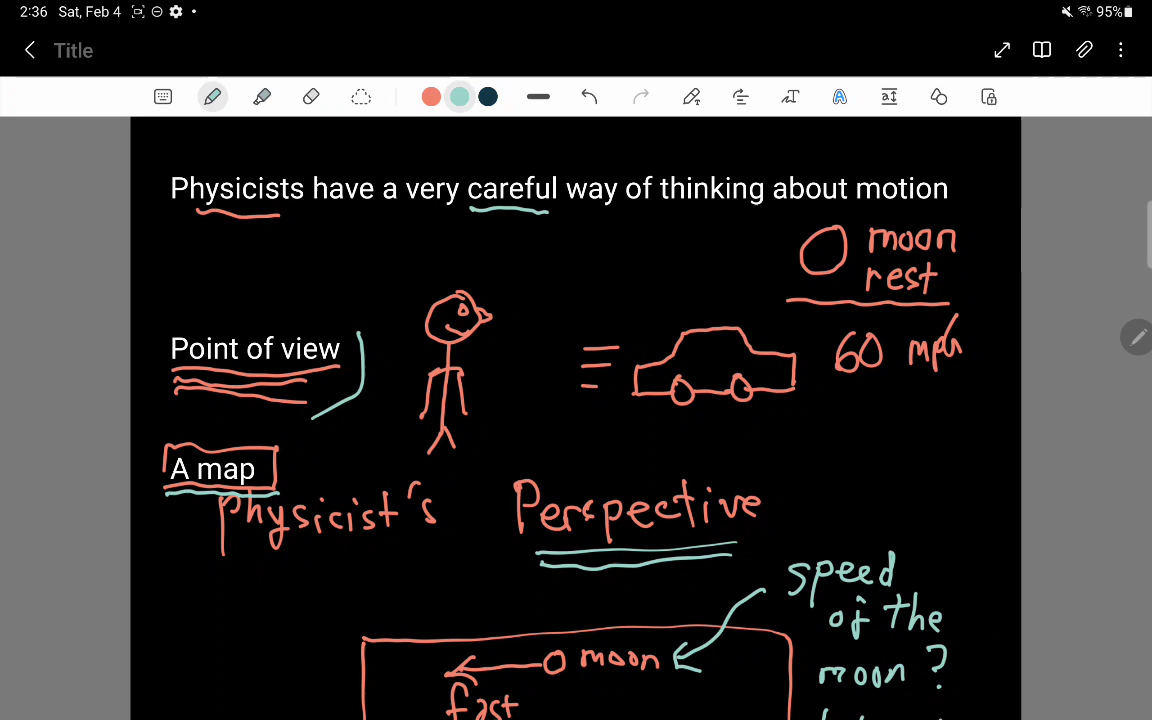 2:36 Sat, Feb 4
95%
Title
Physicists have a very careful way of thinking about motion
moon
rest
Point of view
60 mph
A map
Physicist's Perspective
speed
of the
moon?
moon
fast